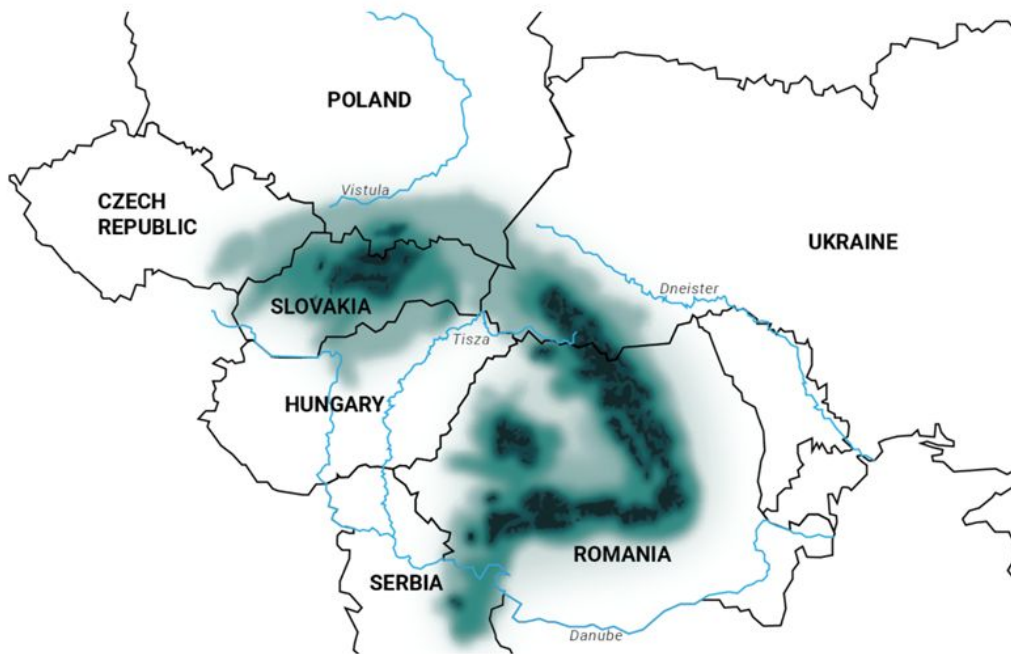 POLAND
Vistula
CZECH
REPUBLIC
UKRAINE
Dneister
SLOVAKIA
Tisza
HUNGARY
ROMANIA
SERBIA
Danube